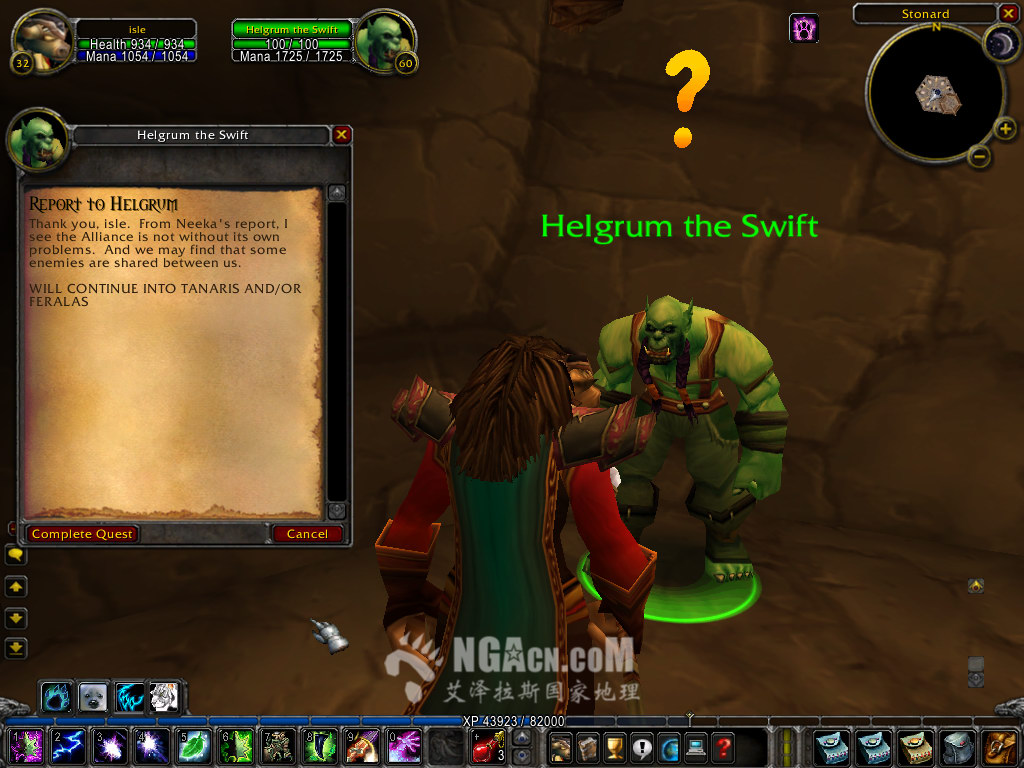 isle
Health 934 / 934
Mana 1054 / 1054
32
Helgrum the Swift
100 / 100
Mana 1725 / 1725
60
Stonard
N
Helgrum the Swift
REPORT TO HELGRUM
Thank you, isle. From Neeka's report, I
see the Alliance is not without its own
problems. And we may find that some
enemies are shared between us.
WILL CONTINUE INTO TANARIS AND/OR
FERALAS
Complete Quest
Cancel
Helgrum the Swift
NGACN.COM
艾泽拉斯国家地理
XP 43923 / 82000
1 2 3 4 5 6 7 8 9 0 3